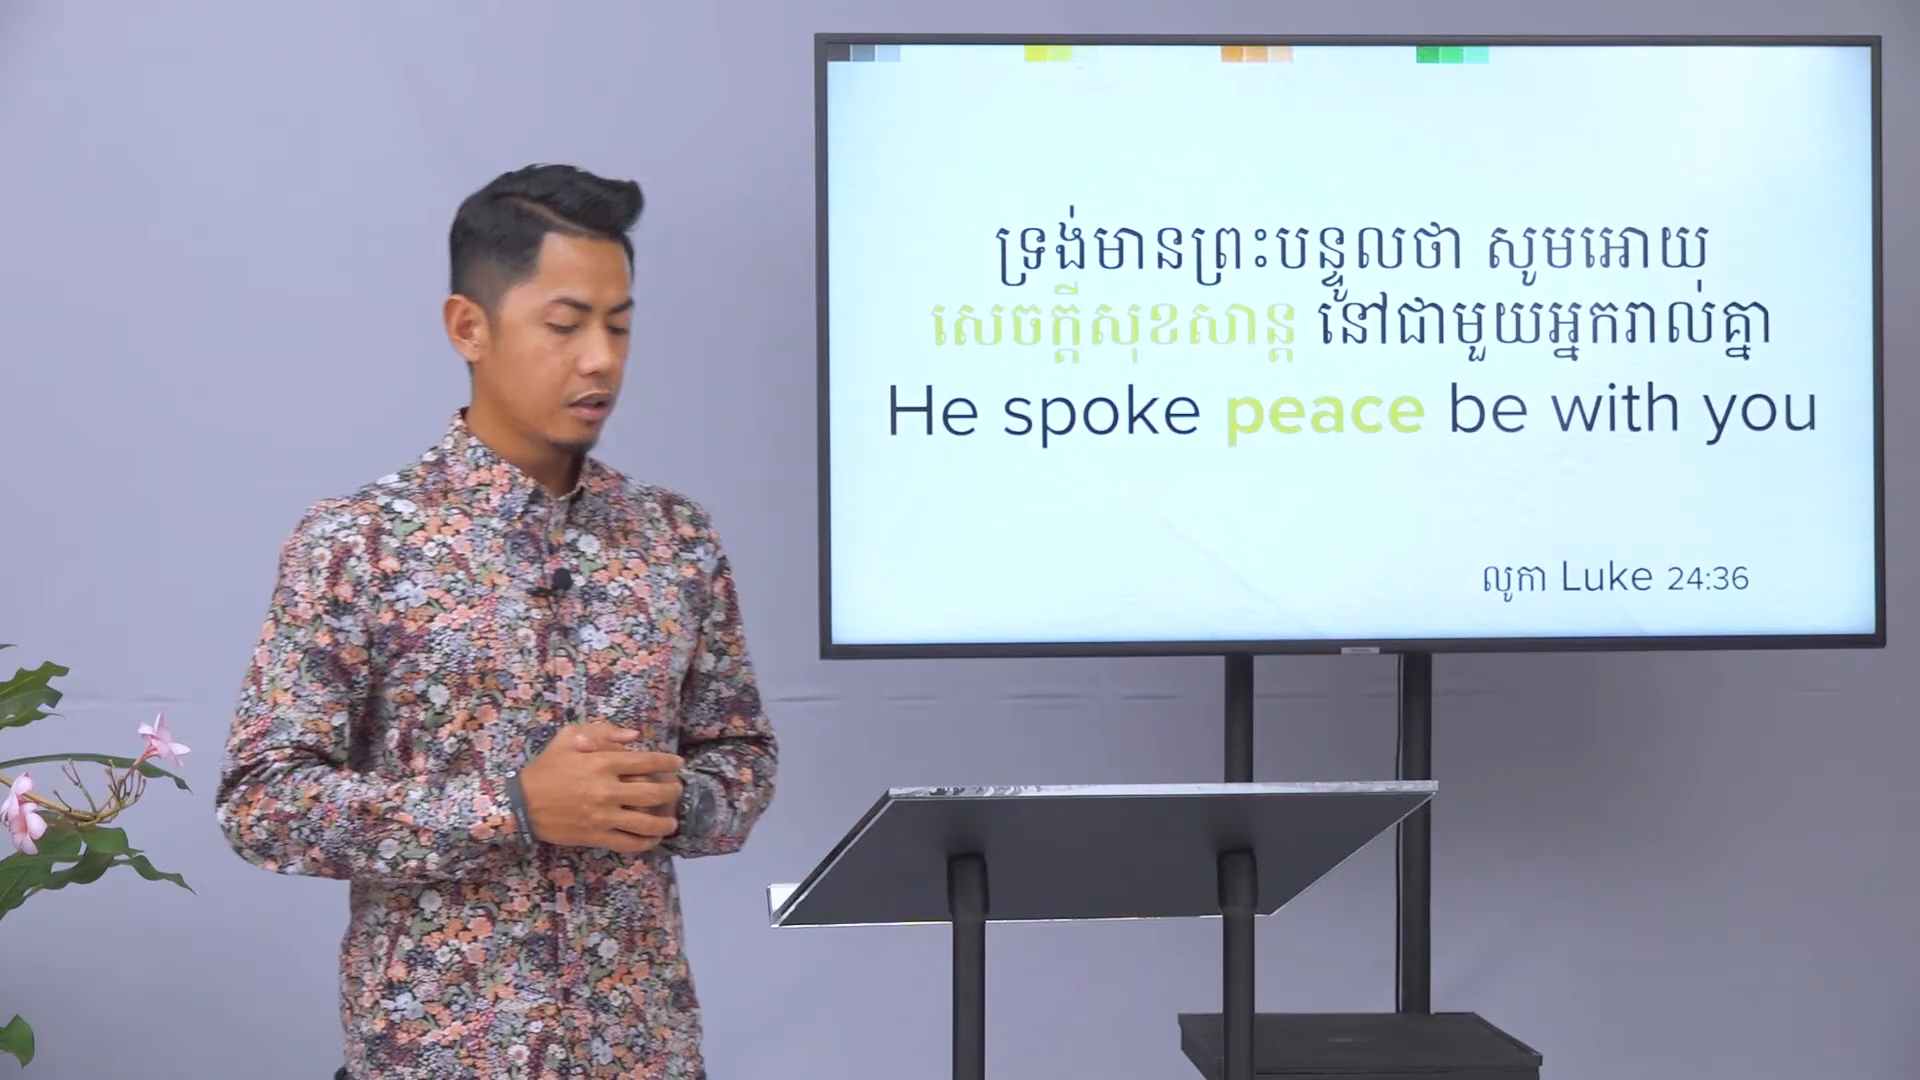 ទ្រង់មានព្រះបន្ទូលថា សូមអោយ
សេចក្ដីសុខសាន្ត នៅជាមួយអ្នករាល់គ្នា
He spoke peace be with you
លូកា Luke 24:36